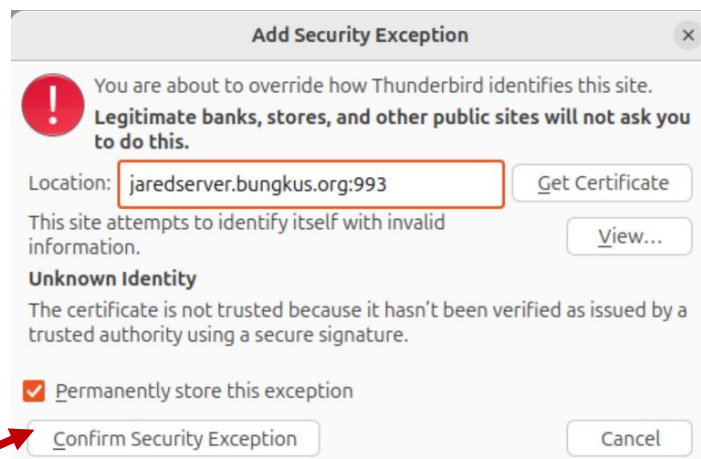 Add Security Exception
You are about to override how Thunderbird identifies this site.
Legitimate banks, stores, and other public sites will not ask you
to do this.
Location: jaredserver.bungkus.org:993 Get Certificate
This site attempts to identify itself with invalid
information.
View…
Unknown Identity
The certificate is not trusted because it hasn’t been verified as issued by a
trusted authority using a secure signature.
Permanently store this exception
Confirm Security Exception Cancel